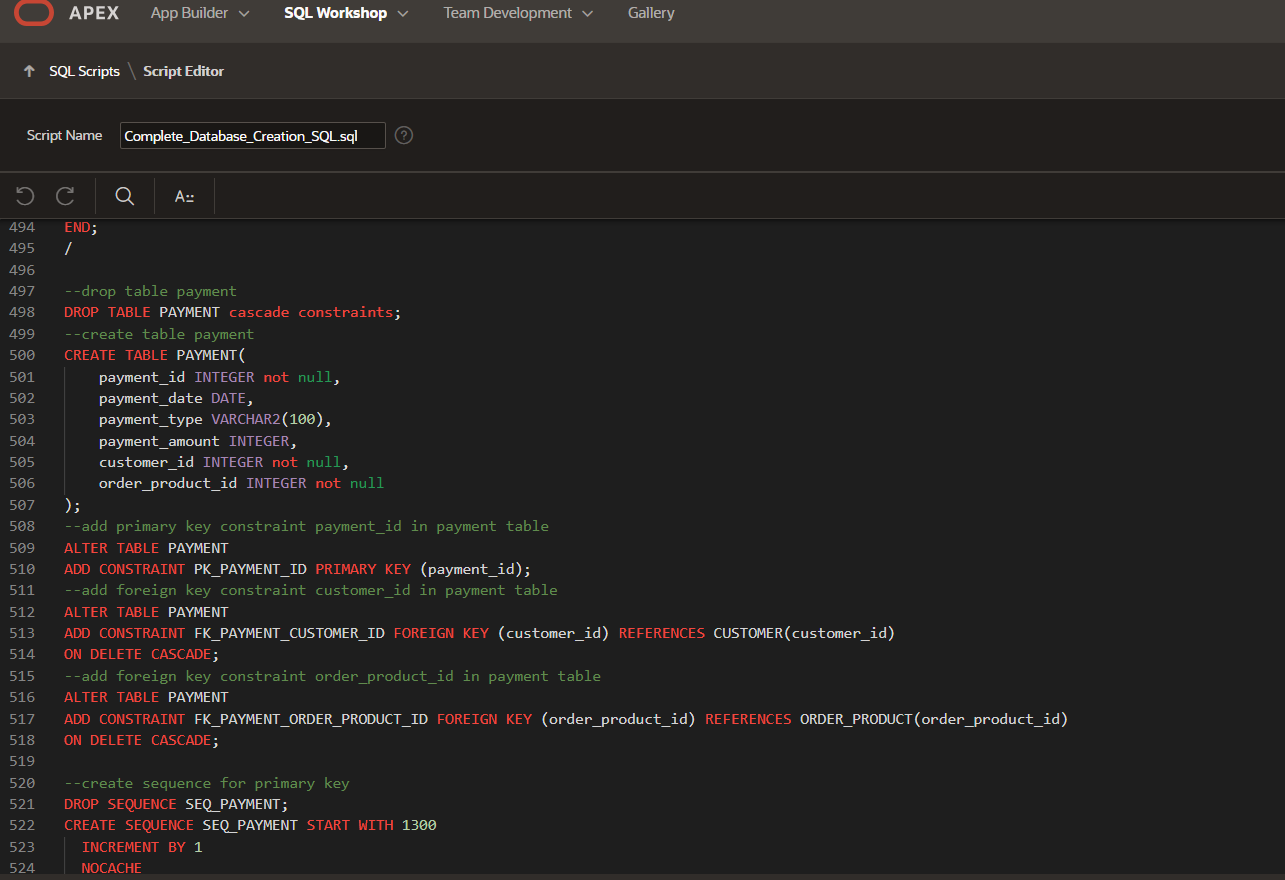 APEX App Builder SQL Workshop Team Development Gallery
SQL Scripts \ Script Editor
Script Name Complete_Database_Creation_SQL.sql ?
A
494 END;
495 /
496
497 --drop table payment
498 DROP TABLE PAYMENT cascade constraints;
499 --create table payment
500 CREATE TABLE PAYMENT(
501     payment_id INTEGER not null,
502     payment_date DATE,
503     payment_type VARCHAR2(100),
504     payment_amount INTEGER,
505     customer_id INTEGER not null,
506     order_product_id INTEGER not null
507 );
508 --add primary key constraint payment_id in payment table
509 ALTER TABLE PAYMENT
510 ADD CONSTRAINT PK_PAYMENT_ID PRIMARY KEY (payment_id);
511 --add foreign key constraint customer_id in payment table
512 ALTER TABLE PAYMENT
513 ADD CONSTRAINT FK_PAYMENT_CUSTOMER_ID FOREIGN KEY (customer_id) REFERENCES CUSTOMER(customer_id)
514 ON DELETE CASCADE;
515 --add foreign key constraint order_product_id in payment table
516 ALTER TABLE PAYMENT
517 ADD CONSTRAINT FK_PAYMENT_ORDER_PRODUCT_ID FOREIGN KEY (order_product_id) REFERENCES ORDER_PRODUCT(order_product_id)
518 ON DELETE CASCADE;
519
520 --create sequence for primary key
521 DROP SEQUENCE SEQ_PAYMENT;
522 CREATE SEQUENCE SEQ_PAYMENT START WITH 1300
523   INCREMENT BY 1
524   NOCACHE